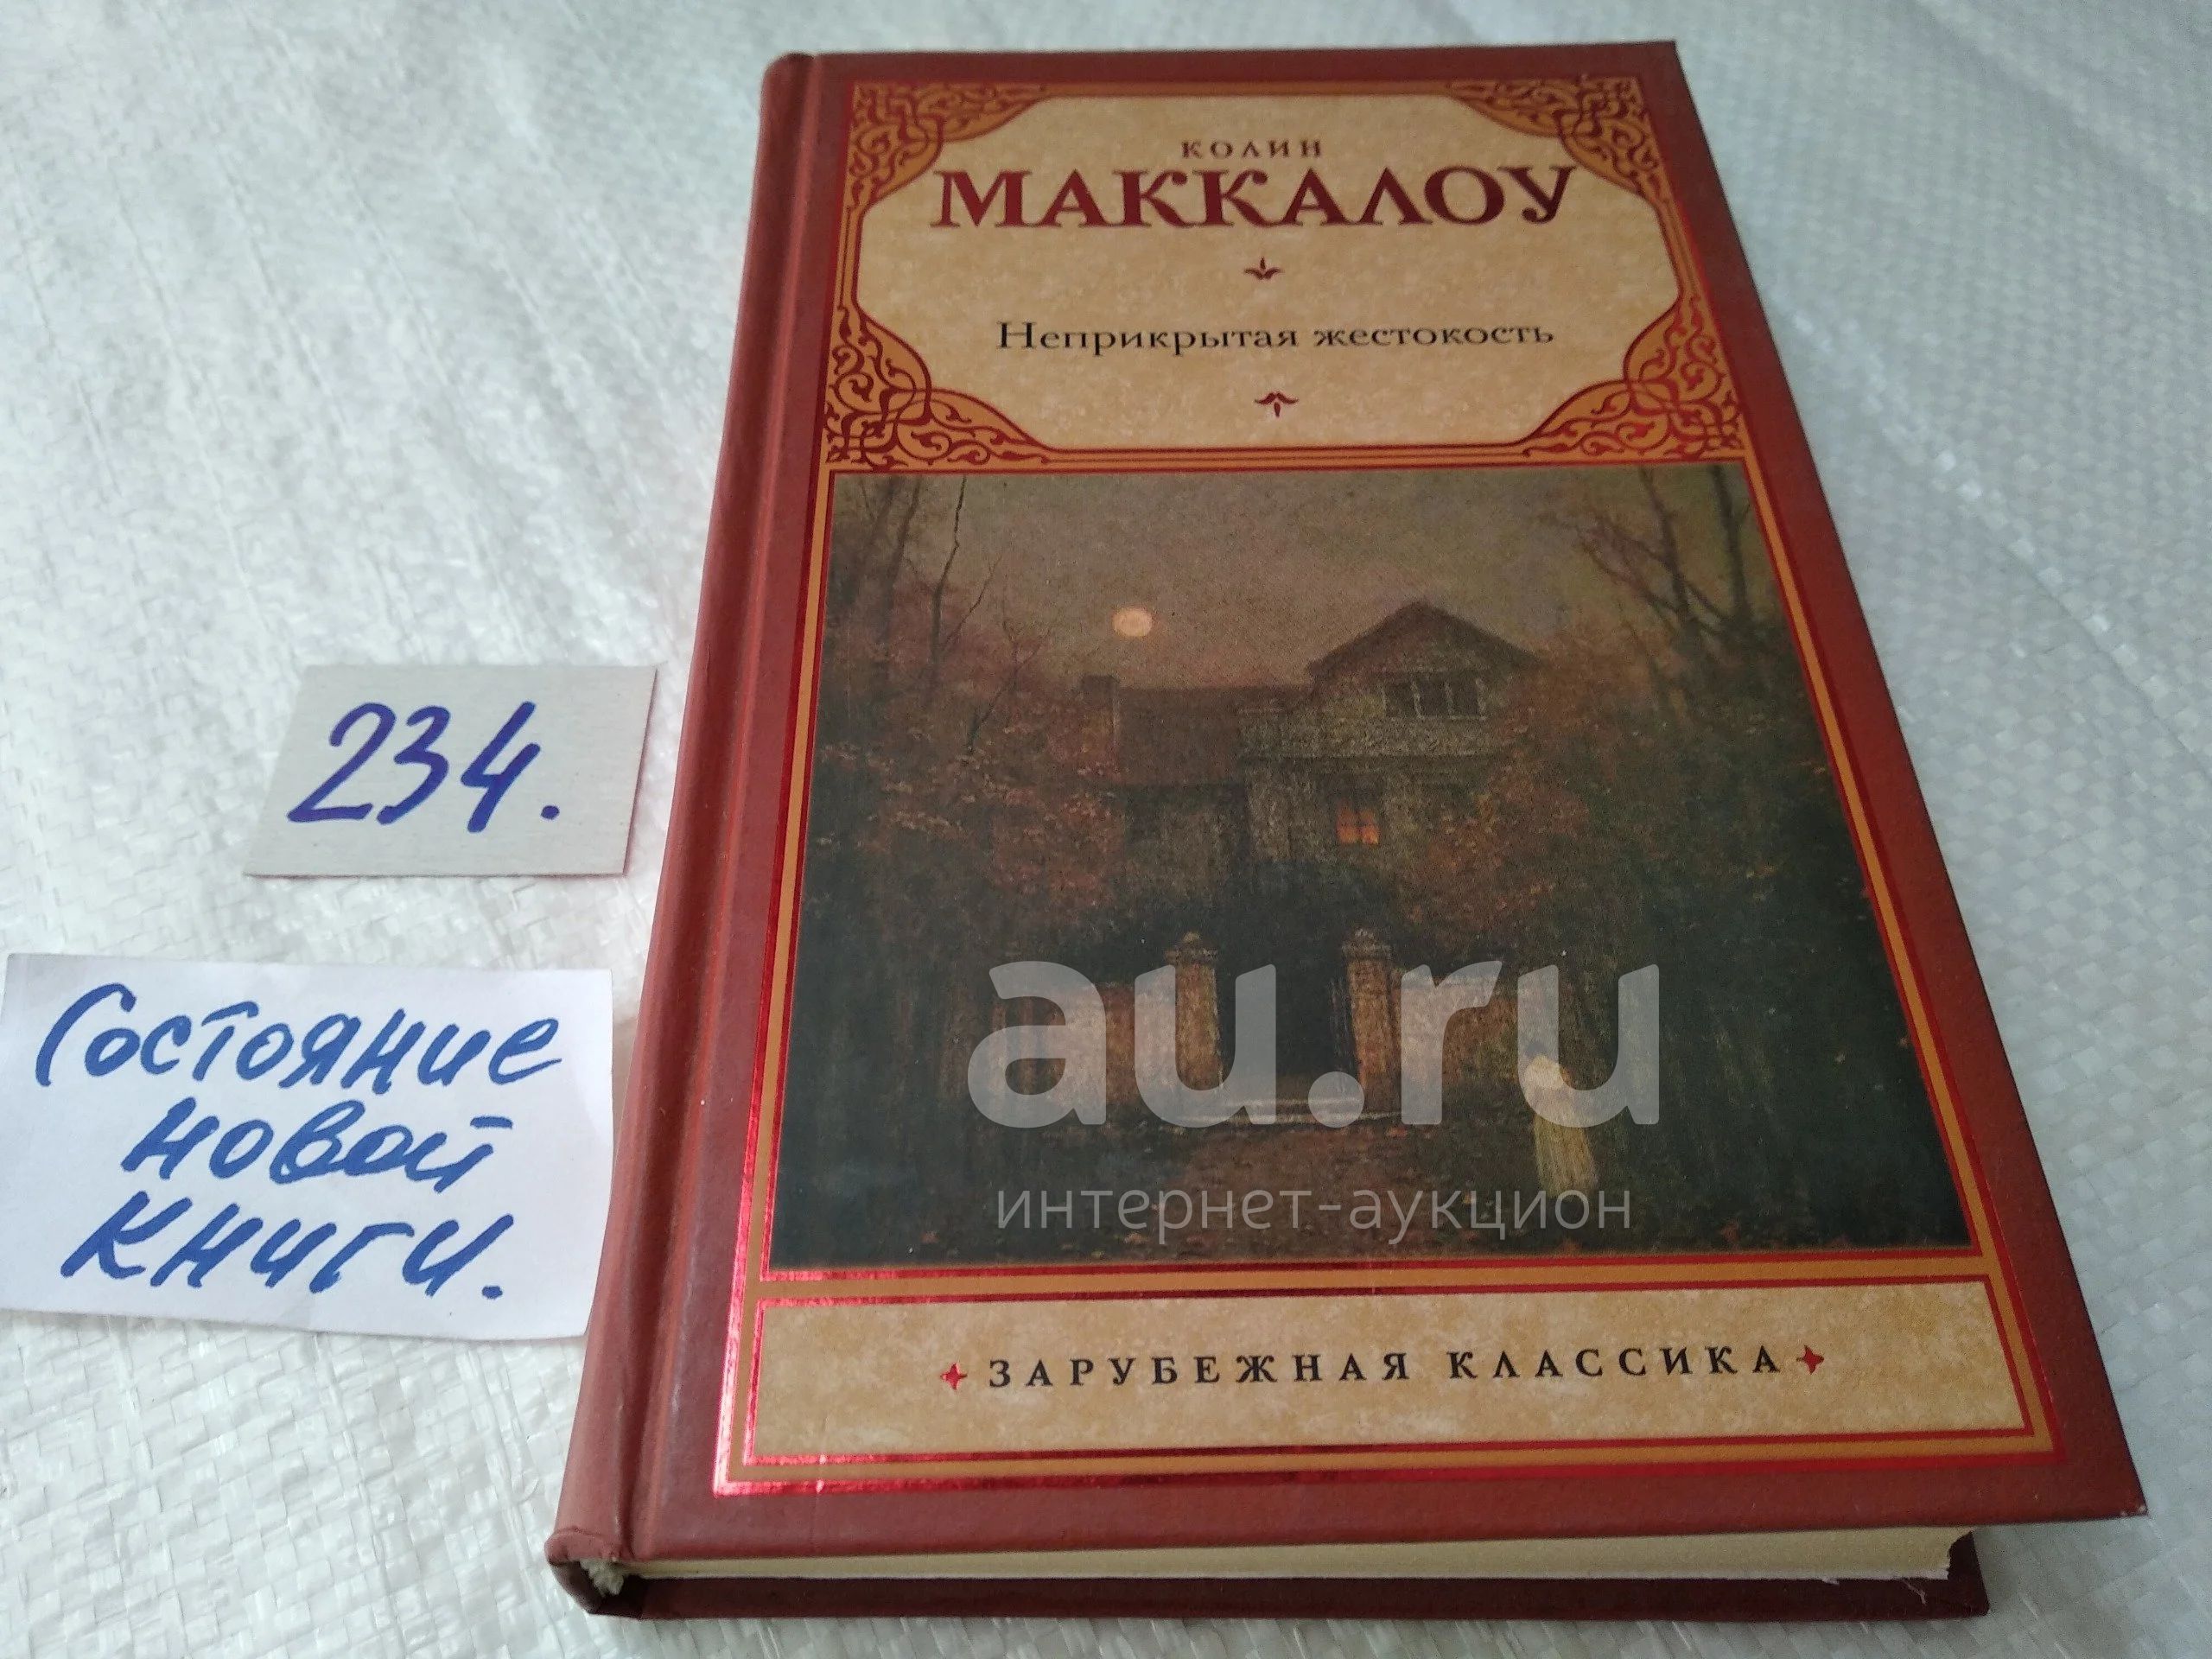 КОЛИН
МАККАЛОУ
Неприкрытая жестокость
234.
Состояние
новой
книги.
au.ru
интернет-аукцион
ЗАРУБЕЖНАЯ КЛАССИКА